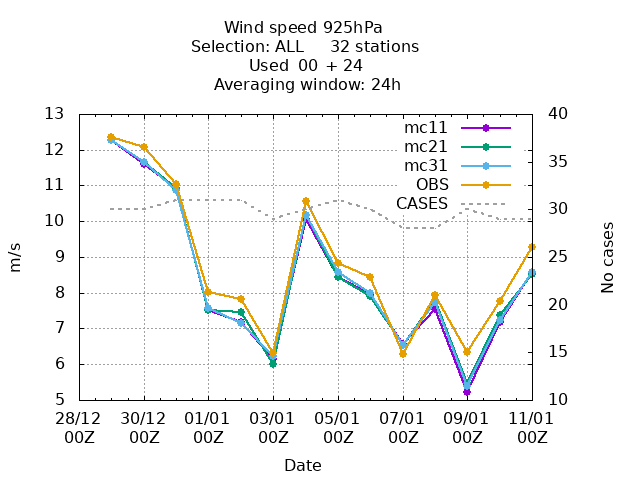 Wind speed 925hPa
Selection: ALL     32 stations
Used  00  + 24
Averaging window: 24h
13 40
12 35
11 30
10 25
9 20
8 15
7 10
6
5
mc11
mc21
mc31
OBS
CASES
m/s
No cases
28/12 30/12 01/01 03/01 05/01 07/01 09/01 11/01
00Z 00Z 00Z 00Z 00Z 00Z 00Z 00Z
Date